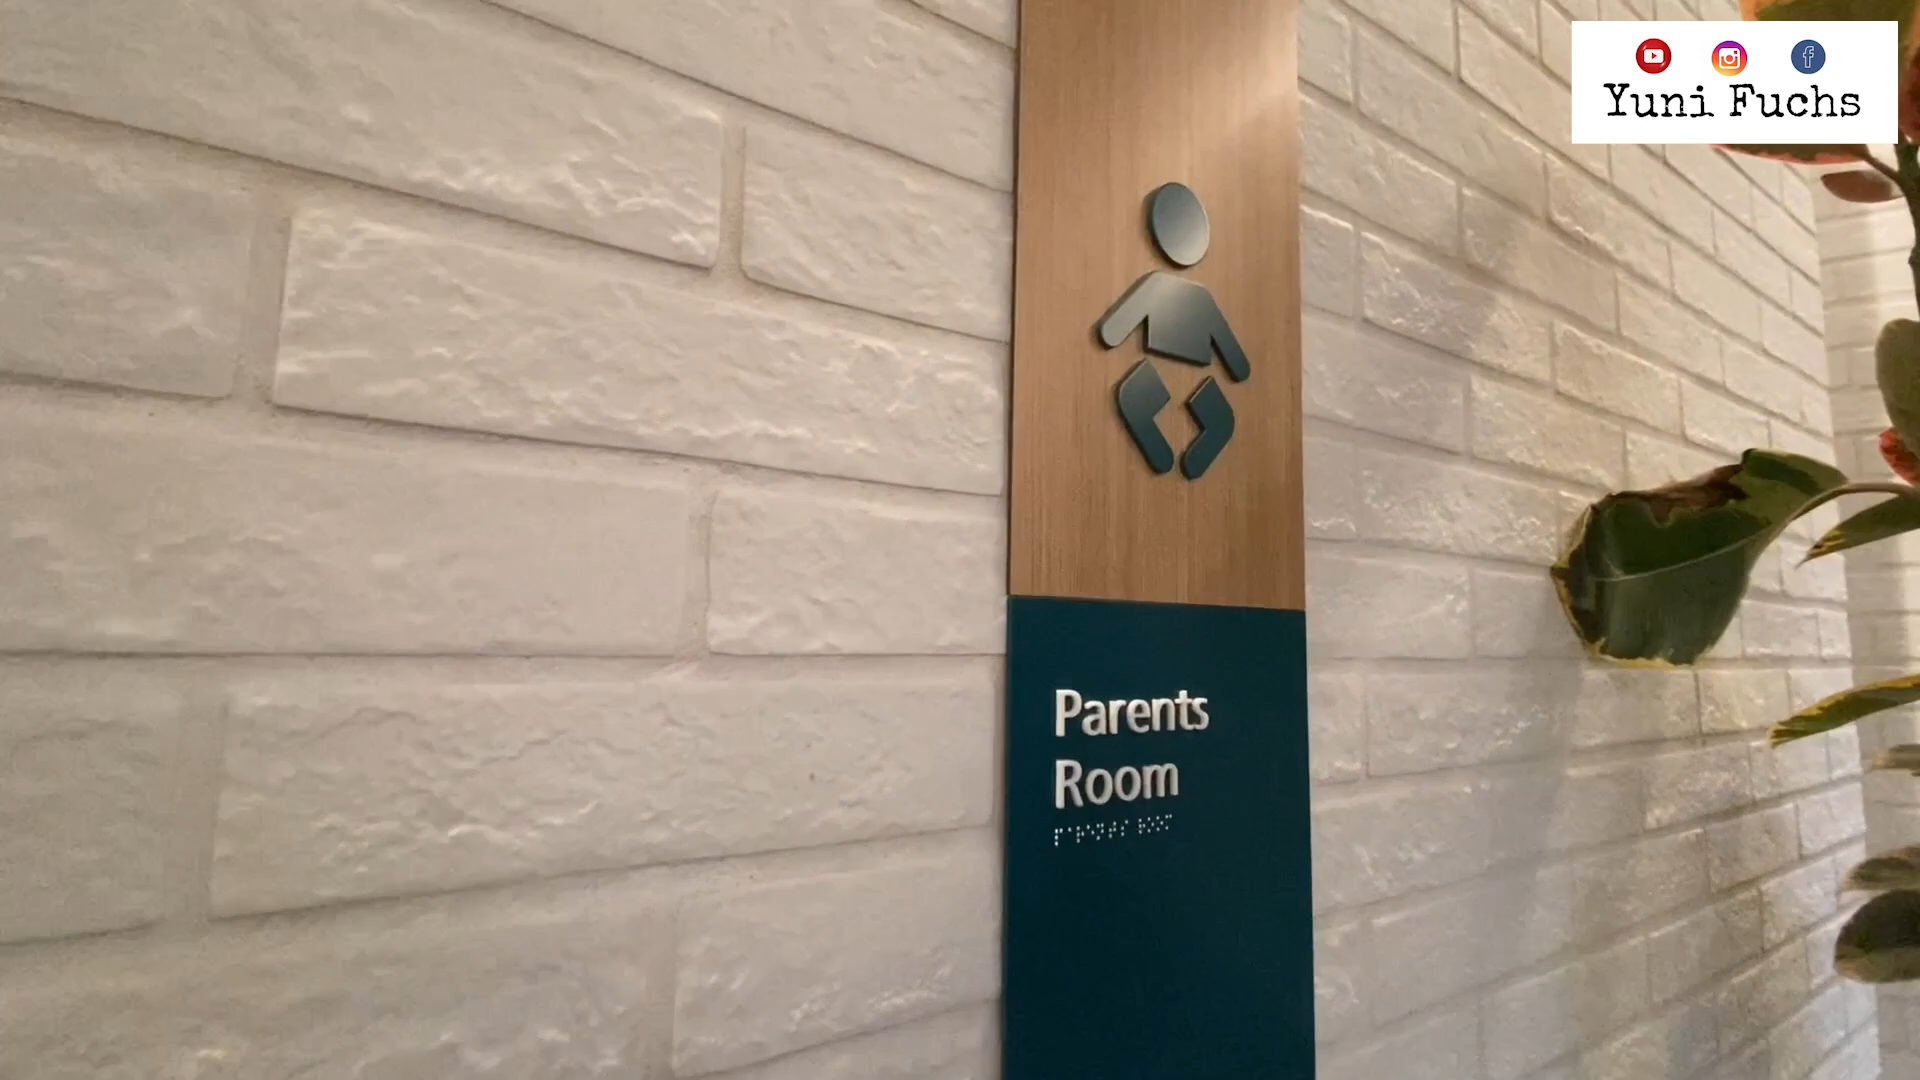 Yuni Fuchs
Parents
Room
⠏⠁⠗⠑⠝⠞⠎ ⠗⠕⠕⠍